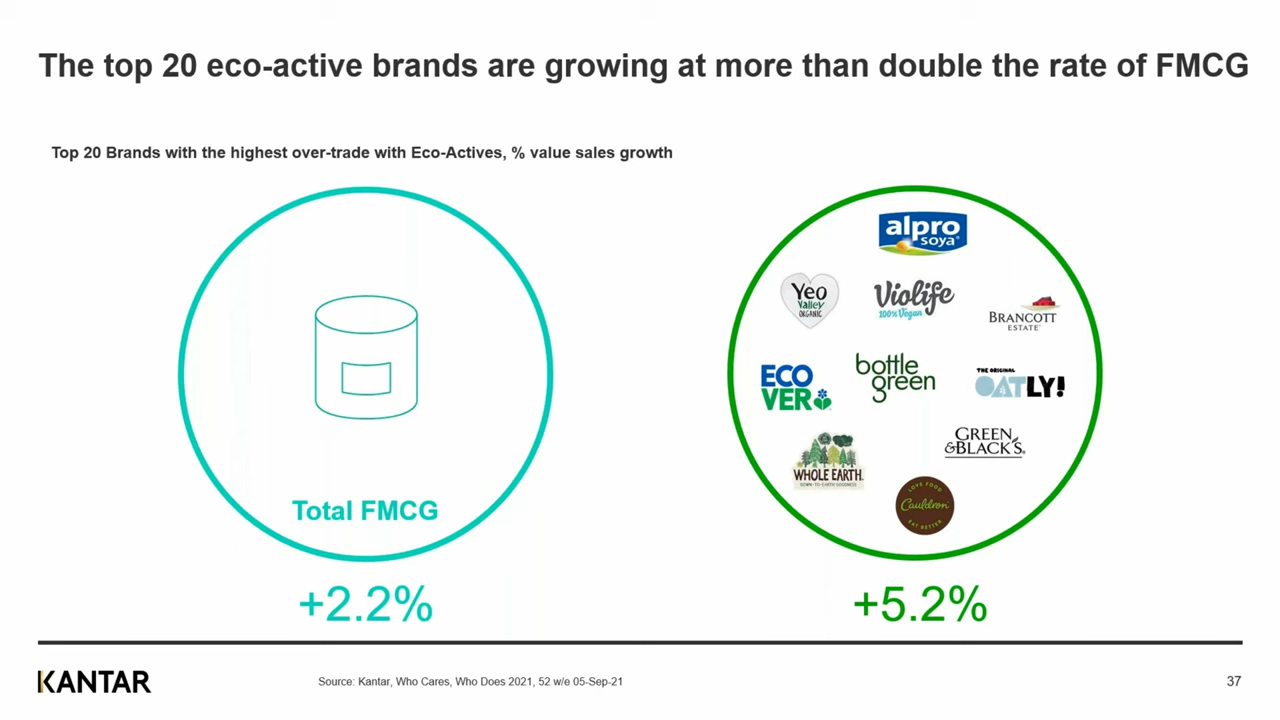 The top 20 eco-active brands are growing at more than double the rate of FMCG
Top 20 Brands with the highest over-trade with Eco-Actives, % value sales growth
Total FMCG
+2.2%
alpro
soya
Yeo
Valley
ORGANIC
Violife
100% Vegan
BRANCOTT
ESTATE
ECO
VER
bottle
green
THE ORIGINAL
OATLY!
GREEN
&BLACK'S
WHOLE EARTH
DOWN-TO-EARTH GOODNESS
LOVE FOOD
Cauldron
EAT BETTER
+5.2%
KANTAR
Source: Kantar, Who Cares, Who Does 2021, 52 w/e 05-Sep-21
37